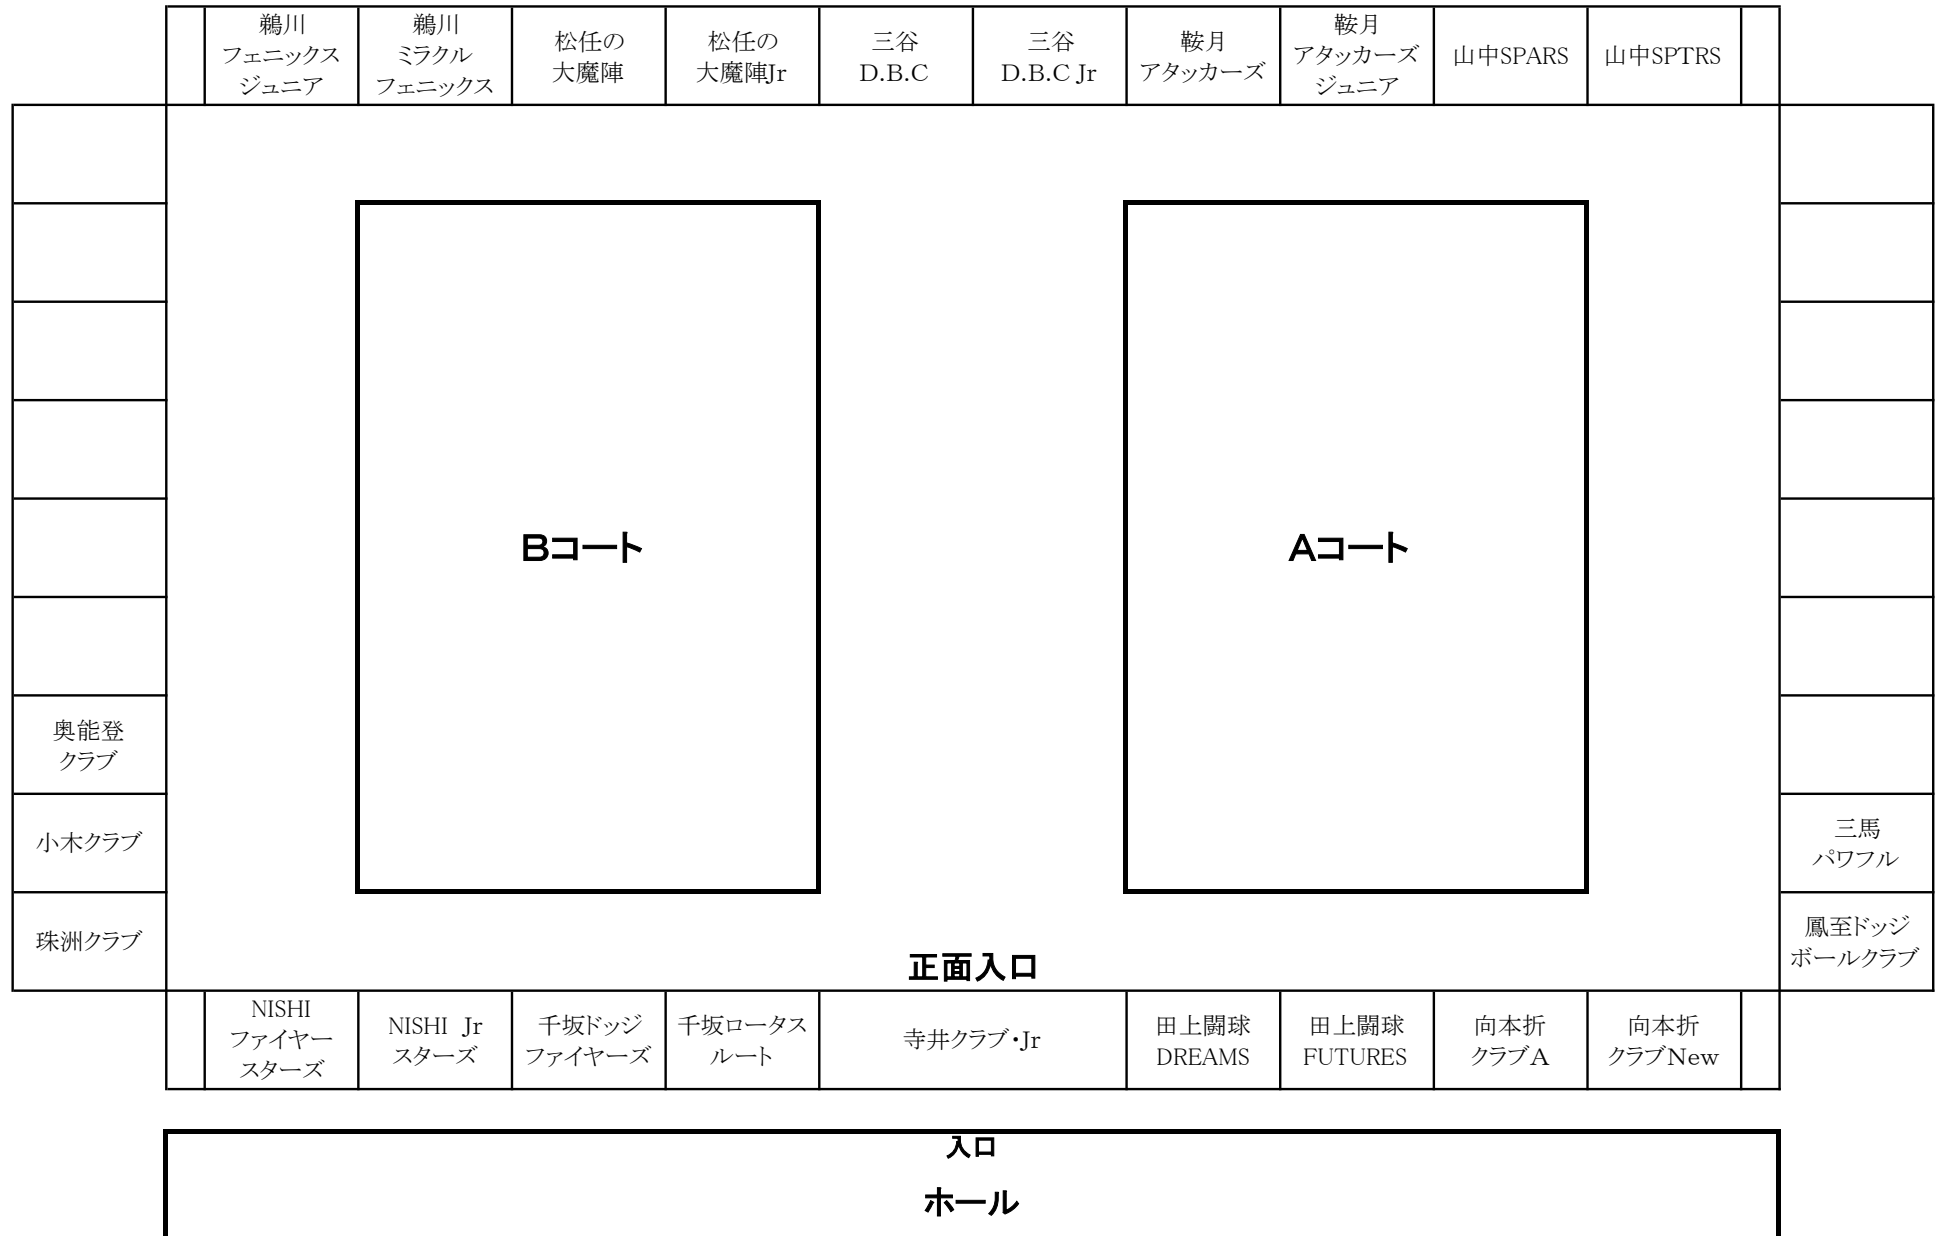 鵜川
フェニックス
ジュニア
鵜川
ミラクル
フェニックス
松任の
大魔陣
松任の
大魔陣Jr
三谷
D.B.C
三谷
D.B.C Jr
鞍月
アタッカーズ
鞍月
アタッカーズ
ジュニア
山中SPARS
山中SPTRS
Bコート
Aコート
奥能登
クラブ
小木クラブ
珠洲クラブ
三馬
パワフル
鳳至ドッジ
ボールクラブ
正面入口
NISHI
ファイヤー
スターズ
NISHI Jr
スターズ
千坂ドッジ
ファイヤーズ
千坂ロータス
ルート
寺井クラブ・Jr
田上闘球
DREAMS
田上闘球
FUTURES
向本折
クラブA
向本折
クラブNew
入口
ホール